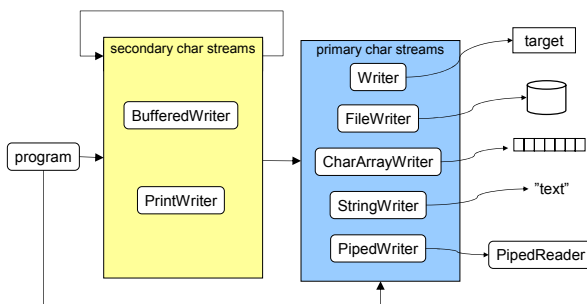 secondary char streams
primary char streams
target
Writer
FileWriter
BufferedWriter
program
CharArrayWriter
PrintWriter
StringWriter
”text”
PipedWriter
PipedReader